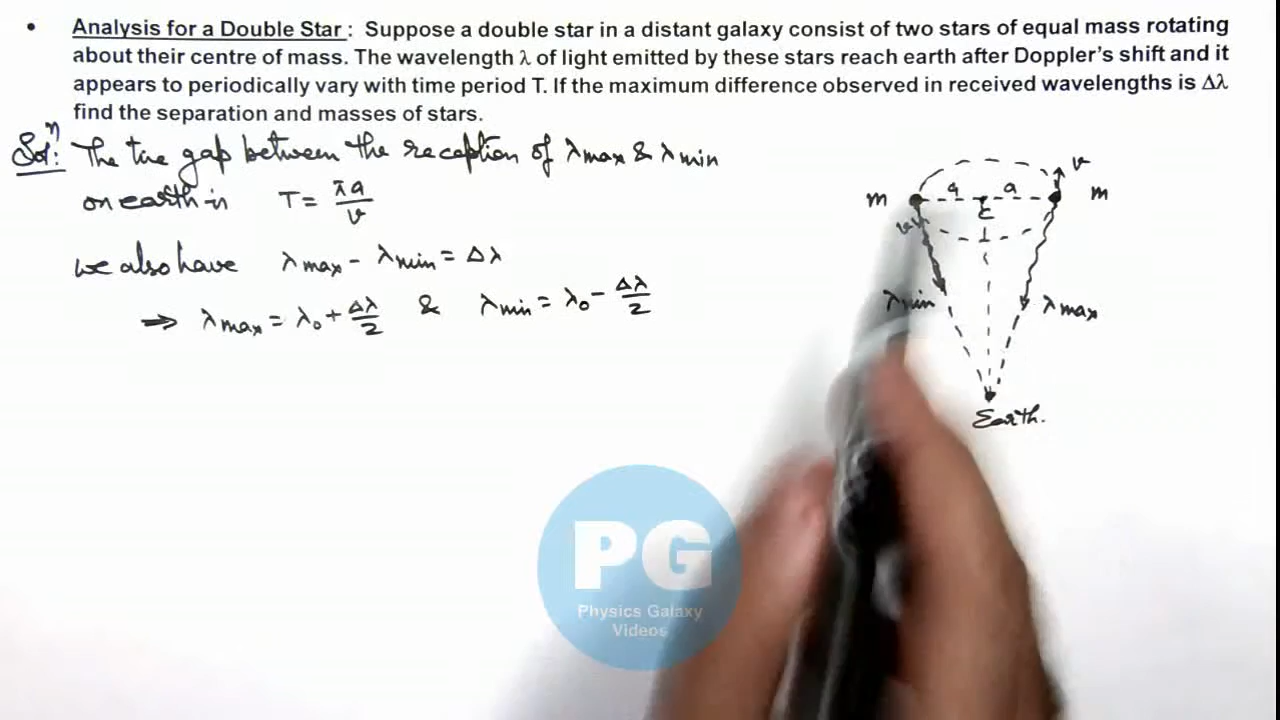 • Analysis for a Double Star : Suppose a double star in a distant galaxy consist of two stars of equal mass rotating
about their centre of mass. The wavelength λ of light emitted by these stars reach earth after Doppler's shift and it
appears to periodically vary with time period T. If the maximum difference observed in received wavelengths is Δλ
find the separation and masses of stars.
Solⁿ: The time gap between the reception of λmax & λmin
on earth is T = πa/v
we also have λmax - λmin = Δλ
⇒ λmax = λ₀ + Δλ/2 & λmin = λ₀ - Δλ/2
v
m a a m
C
v
λmin λmax
Earth.
PG
Physics Galaxy
Videos